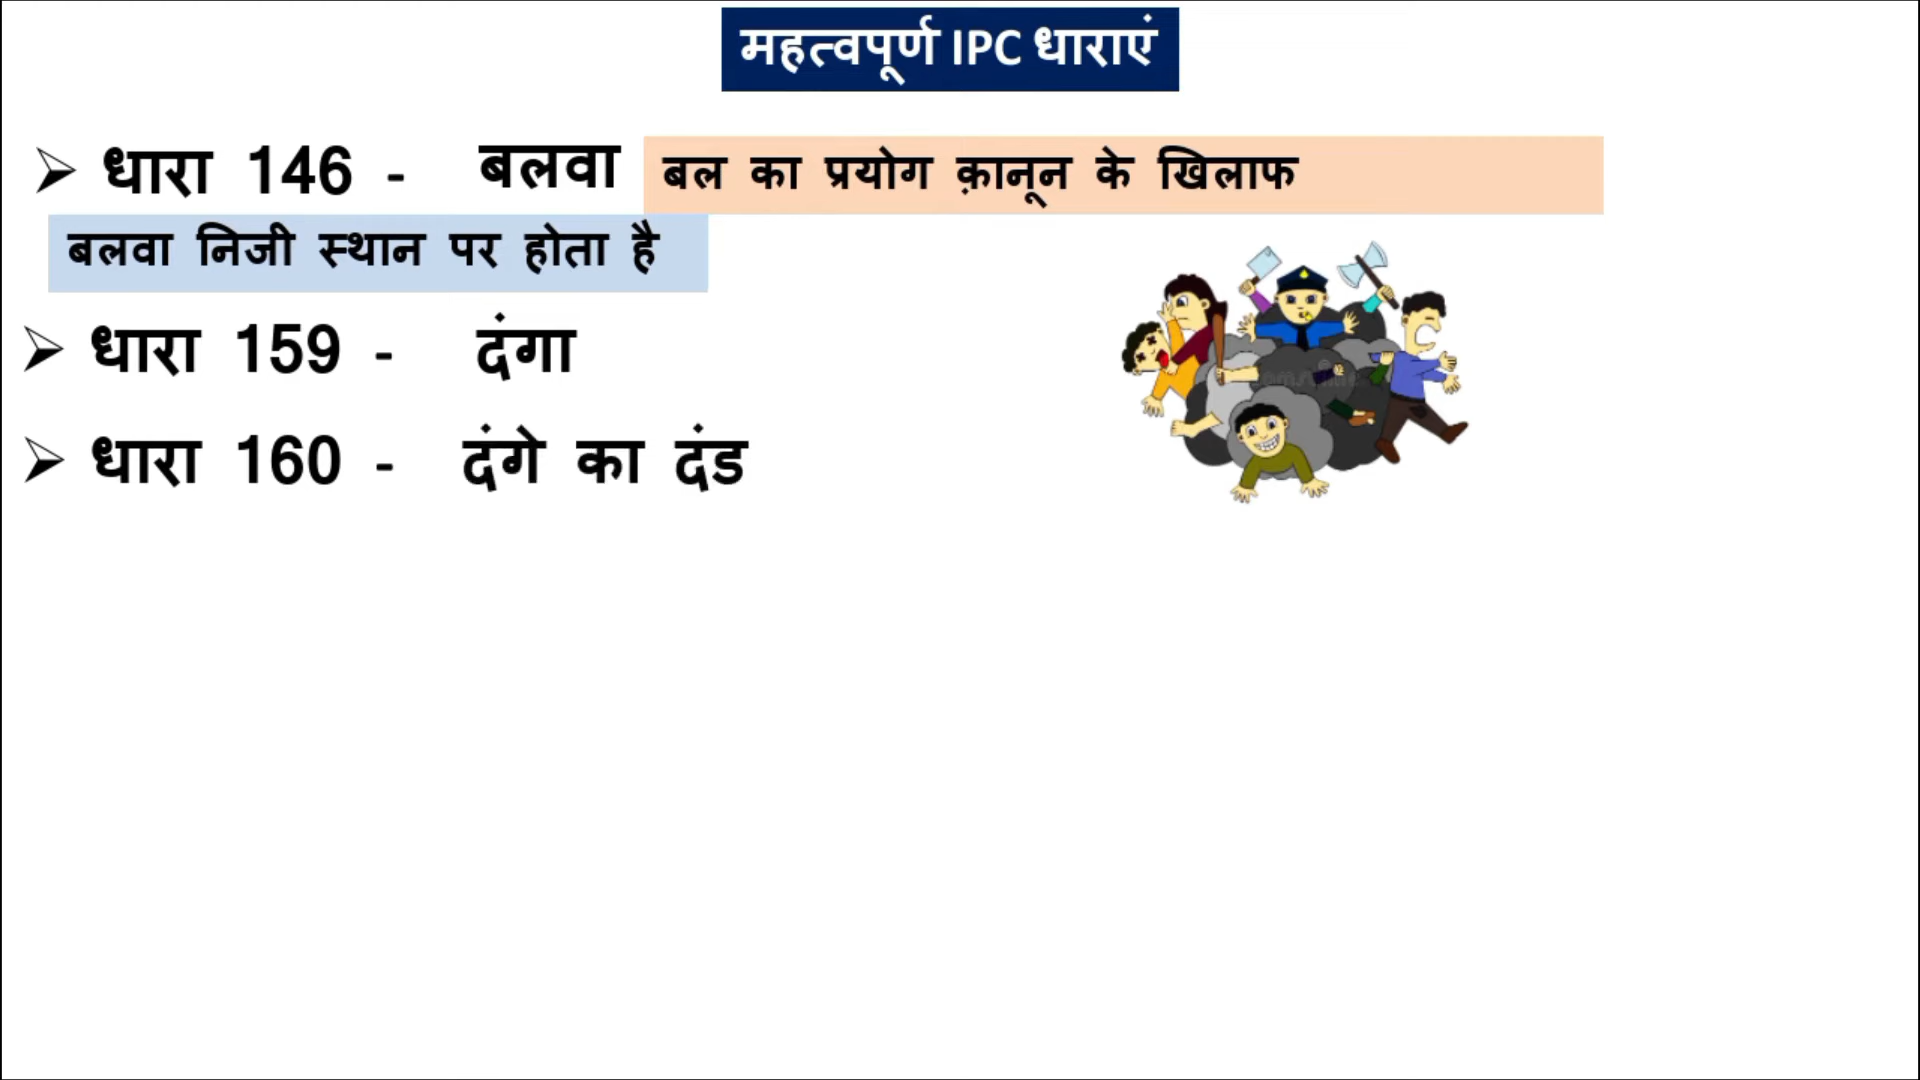 महत्वपूर्ण IPC धाराएं
➢ धारा 146 - बलवा बल का प्रयोग क़ानून के खिलाफ
बलवा निजी स्थान पर होता है
➢ धारा 159 - दंगा
➢ धारा 160 - दंगे का दंड